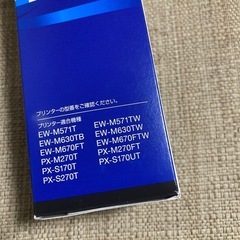 プリンターの型番をご確認ください。
プリンター適合機種
EW-M571T EW-M571TW
EW-M630TB EW-M630TW
EW-M670FT EW-M670FTW
PX-M270T PX-M270FT
PX-S170T PX-S170UT
PX-S270T